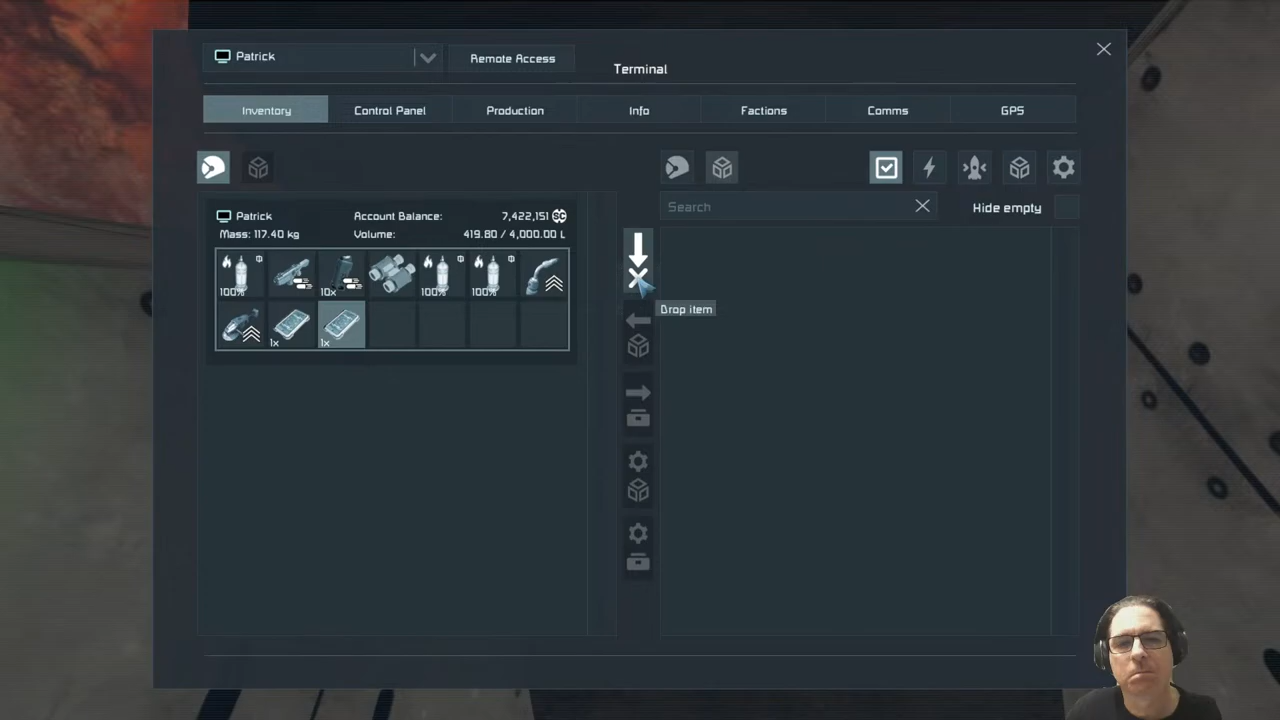 Patrick
Remote Access
Terminal
Inventory
Control Panel
Production
Info
Factions
Comms
GPS
Search
Hide empty
Patrick
Account Balance: 7,422,151 SC
Mass: 117.40 kg
Volume: 419.80 / 4,000.00 L
100%
10x
100%
100%
1x
1x
Drop item